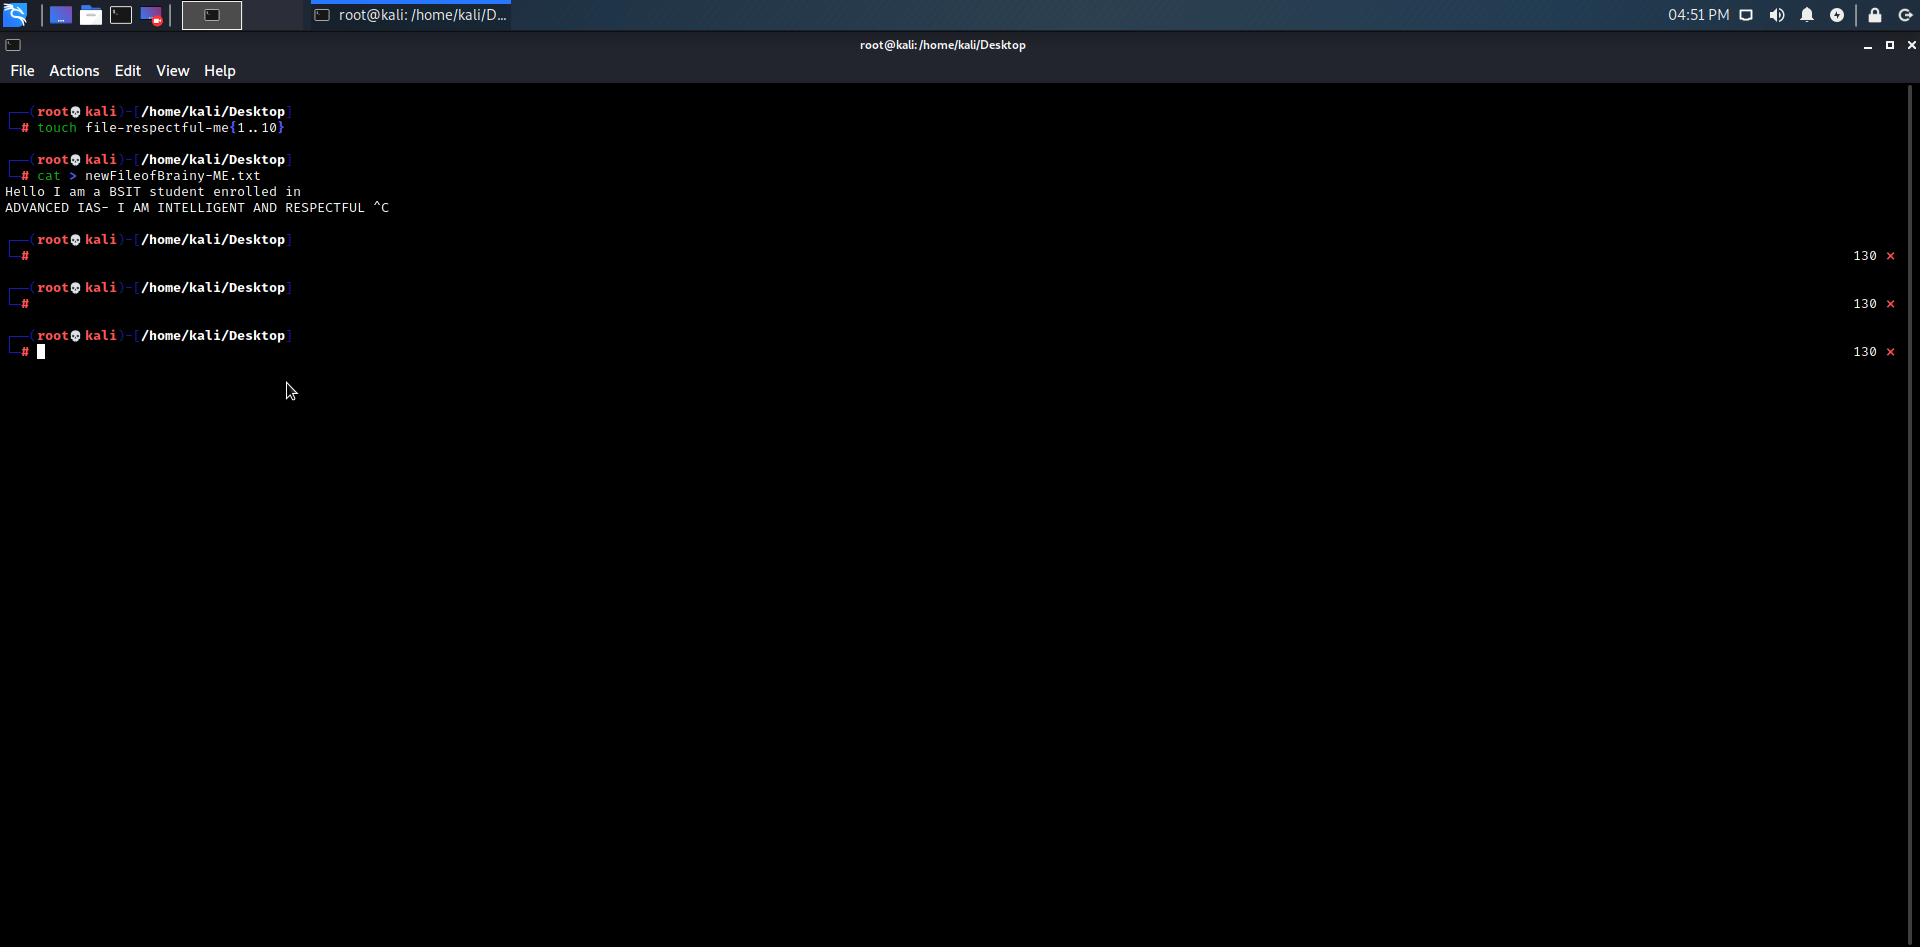 root@kali: /home/kali/D...
04:51 PM
root@kali:/home/kali/Desktop
File Actions Edit View Help
┌──(root💀kali)-[/home/kali/Desktop]
└─# touch file-respectful-me{1..10}
┌──(root💀kali)-[/home/kali/Desktop]
└─# cat > newFileofBrainy-ME.txt
Hello I am a BSIT student enrolled in
ADVANCED IAS- I AM INTELLIGENT AND RESPECTFUL ^C
┌──(root💀kali)-[/home/kali/Desktop]
└─# 130 ⨯
┌──(root💀kali)-[/home/kali/Desktop]
└─# 130 ⨯
┌──(root💀kali)-[/home/kali/Desktop]
└─# 130 ⨯